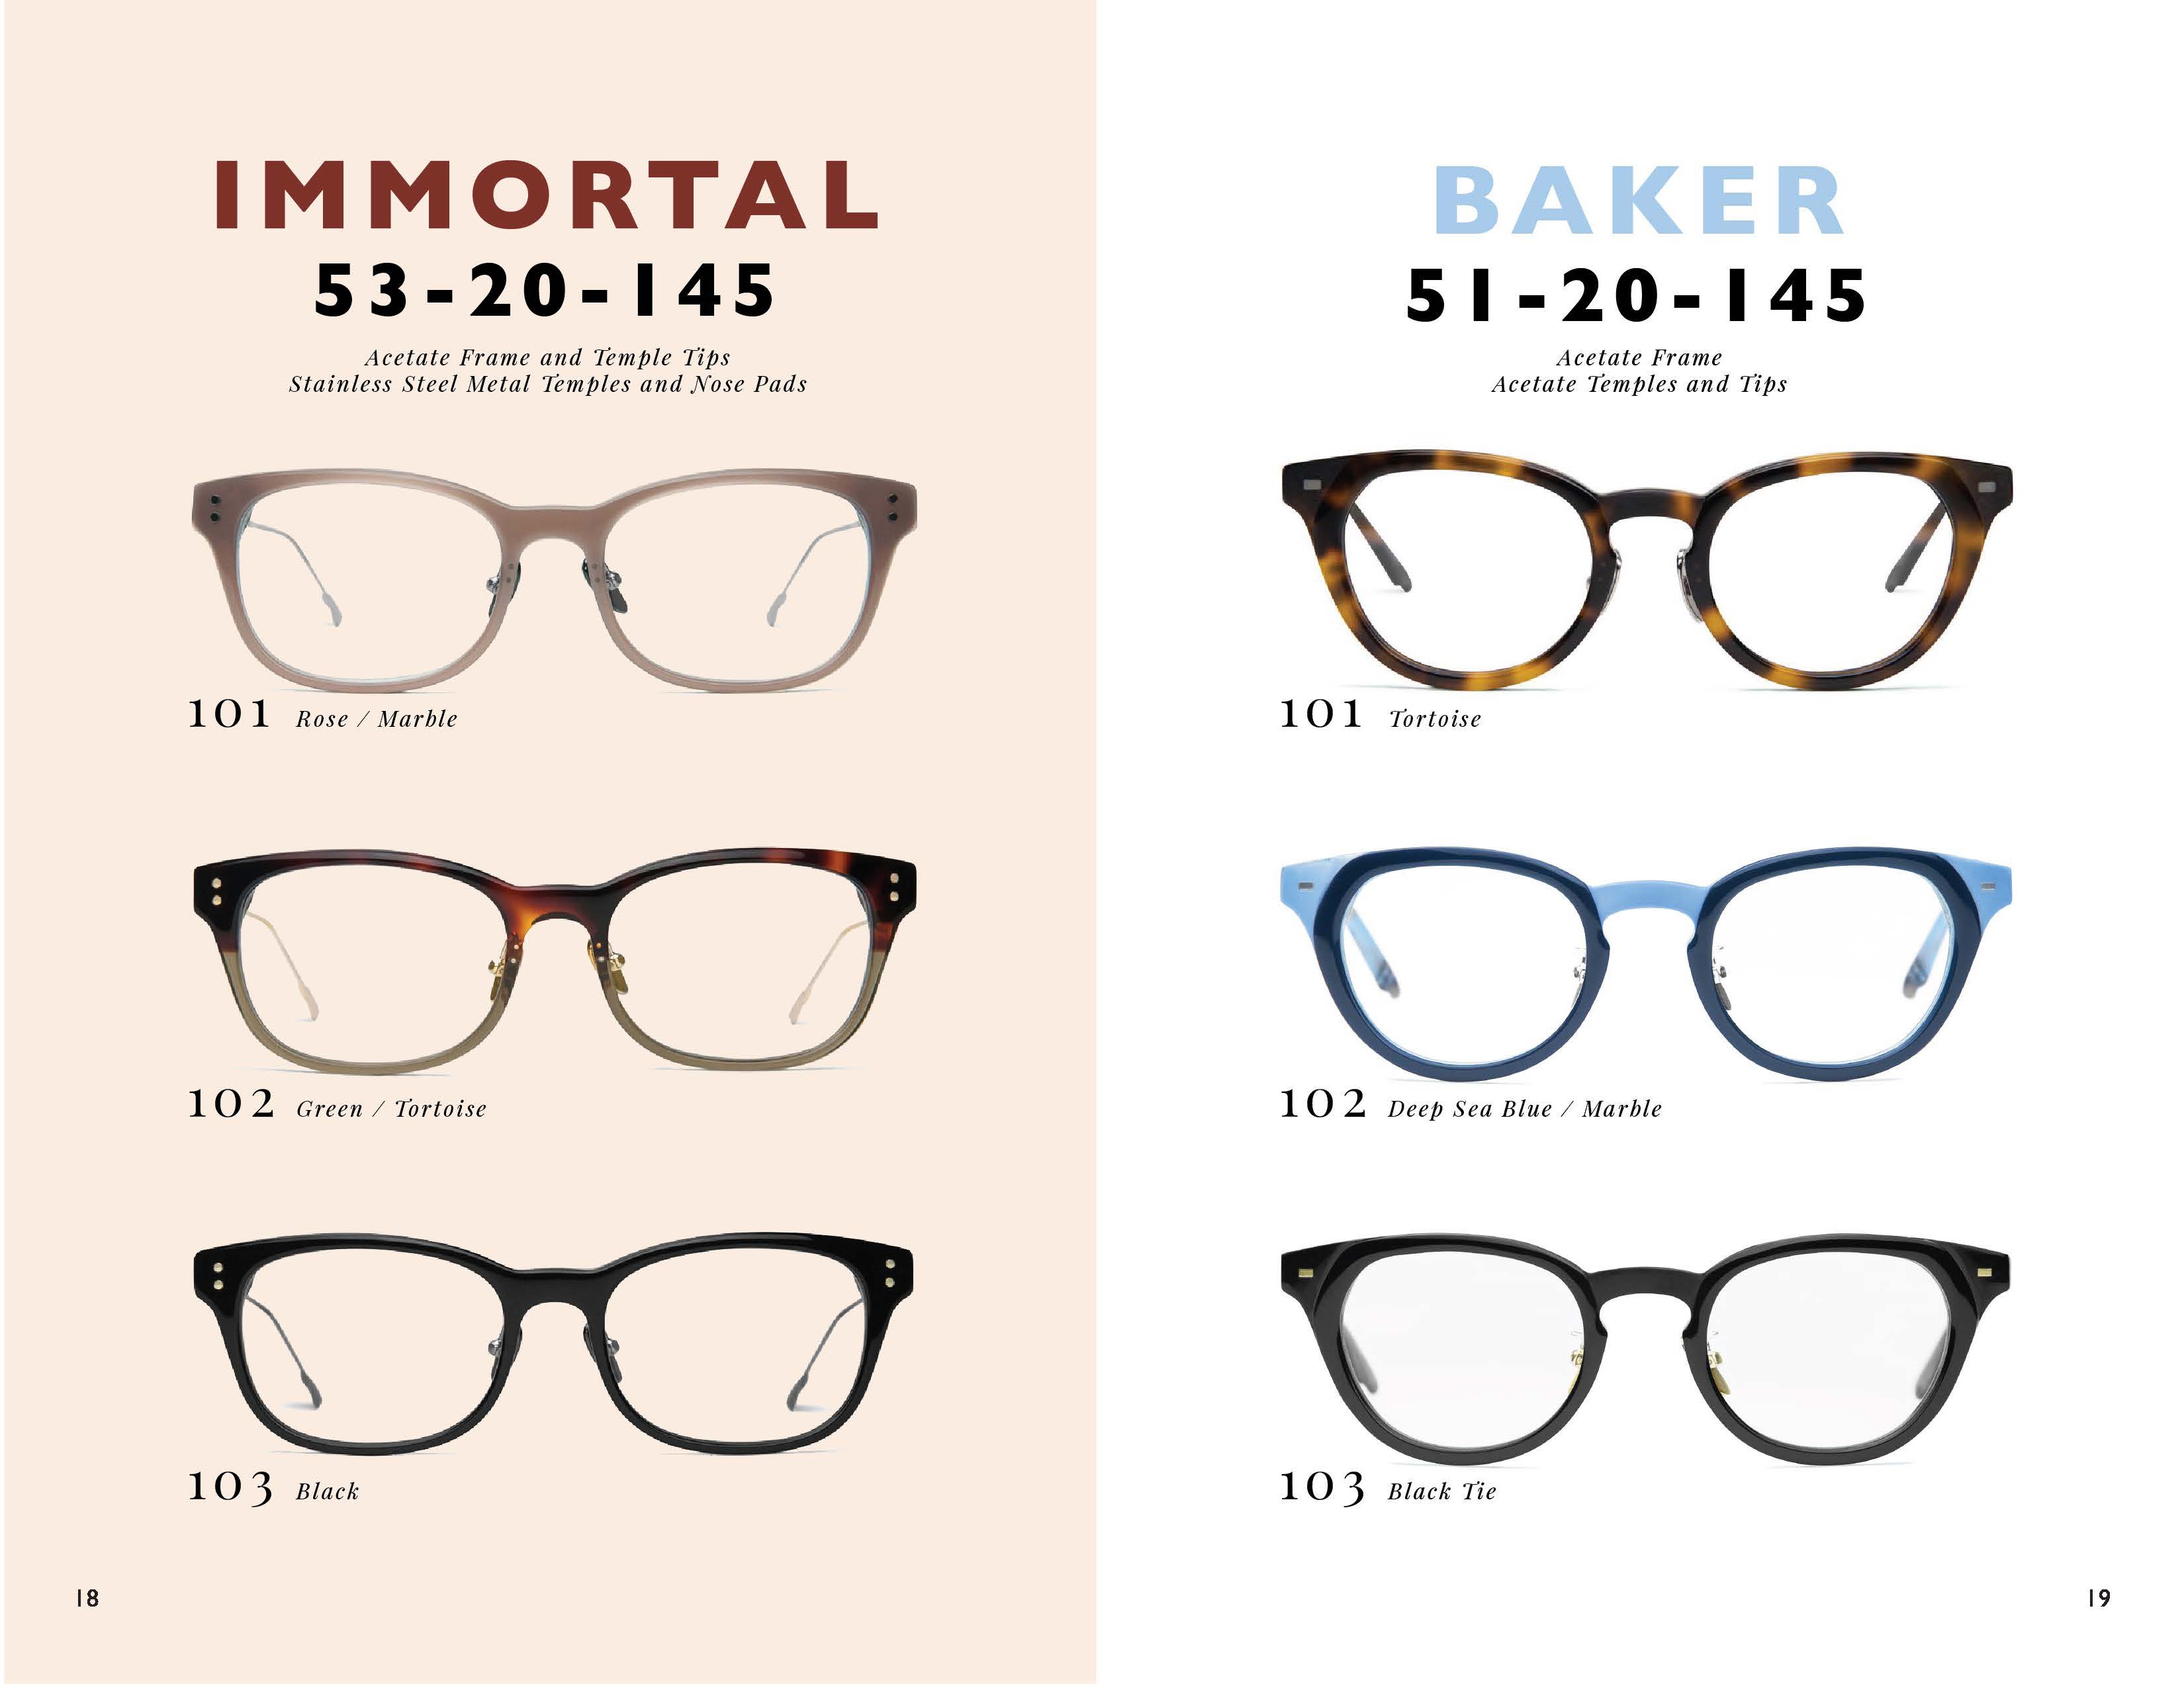 IMMORTAL
53-20-145
Acetate Frame and Temple Tips
Stainless Steel Metal Temples and Nose Pads
101 Rose / Marble
102 Green / Tortoise
103 Black
18
BAKER
51-20-145
Acetate Frame
Acetate Temples and Tips
101 Tortoise
102 Deep Sea Blue / Marble
103 Black Tie
19